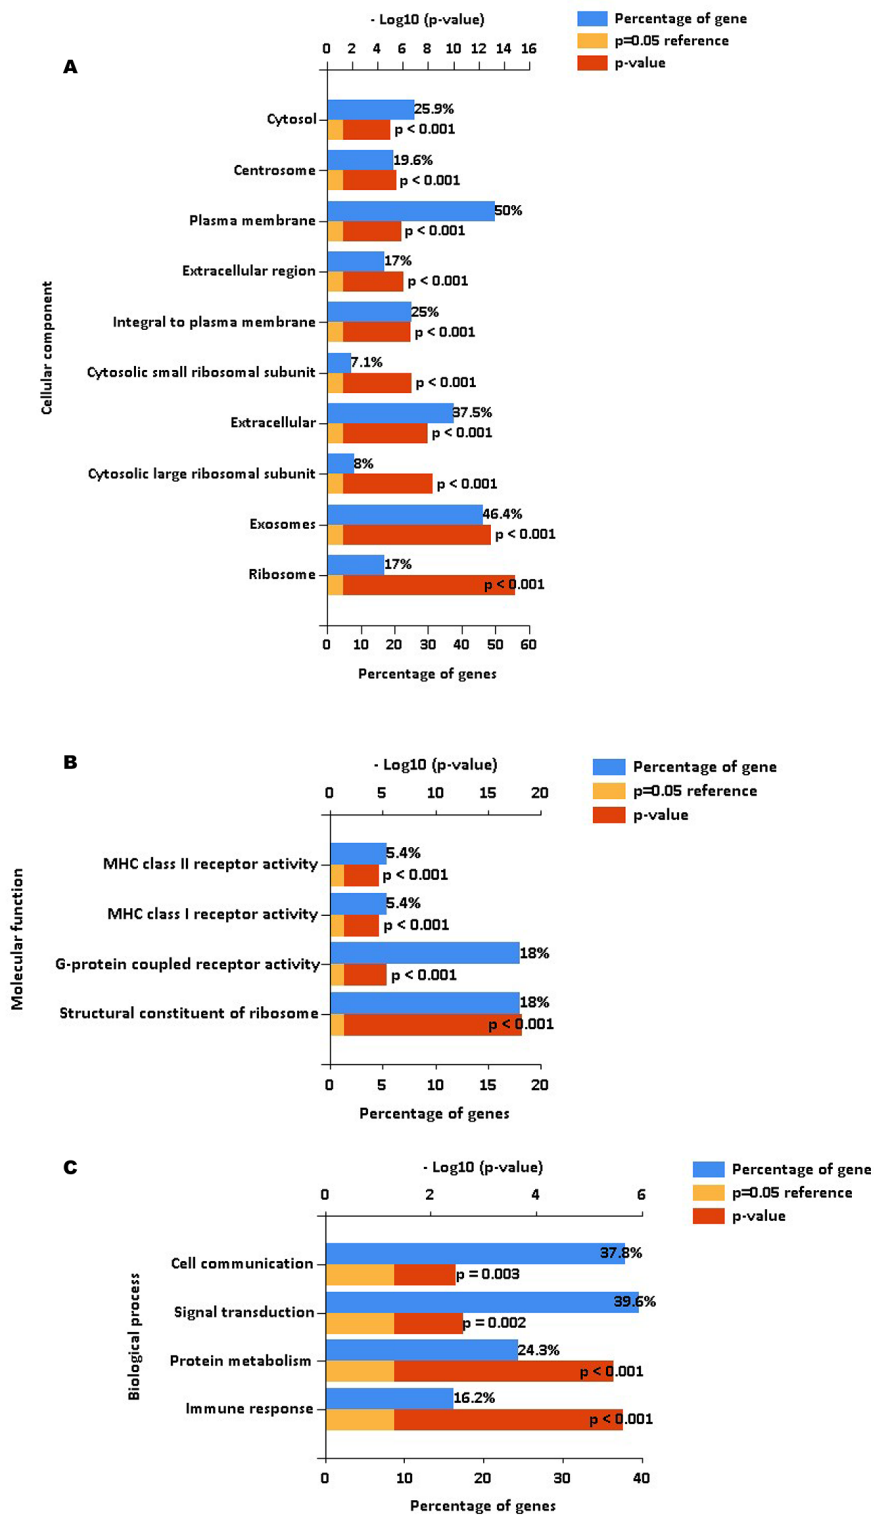 - Log10 (p-value)
Percentage of gene
p=0.05 reference
p-value
0 2 4 6 8 10 12 14 16
A
Cytosol
25.9%
p < 0.001
Centrosome
19.6%
p < 0.001
Plasma membrane
50%
p < 0.001
Extracellular region
17%
p < 0.001
Integral to plasma membrane
25%
p < 0.001
Cytosolic small ribosomal subunit
7.1%
p < 0.001
Extracellular
37.5%
p < 0.001
Cytosolic large ribosomal subunit
8%
p < 0.001
Exosomes
46.4%
p < 0.001
Ribosome
17%
p < 0.001
Cellular component
0 10 20 30 40 50 60
Percentage of genes
B
- Log10 (p-value)
Percentage of gene
p=0.05 reference
p-value
0 5 10 15 20
MHC class II receptor activity
5.4%
p < 0.001
MHC class I receptor activity
5.4%
p < 0.001
G-protein coupled receptor activity
18%
p < 0.001
Structural constituent of ribosome
18%
p < 0.001
Molecular function
0 5 10 15 20
Percentage of genes
C
- Log10 (p-value)
Percentage of gene
p=0.05 reference
p-value
0 2 4 6
Cell communication
37.8%
p = 0.003
Signal transduction
39.6%
p = 0.002
Protein metabolism
24.3%
p < 0.001
Immune response
16.2%
p < 0.001
Biological process
0 10 20 30 40
Percentage of genes